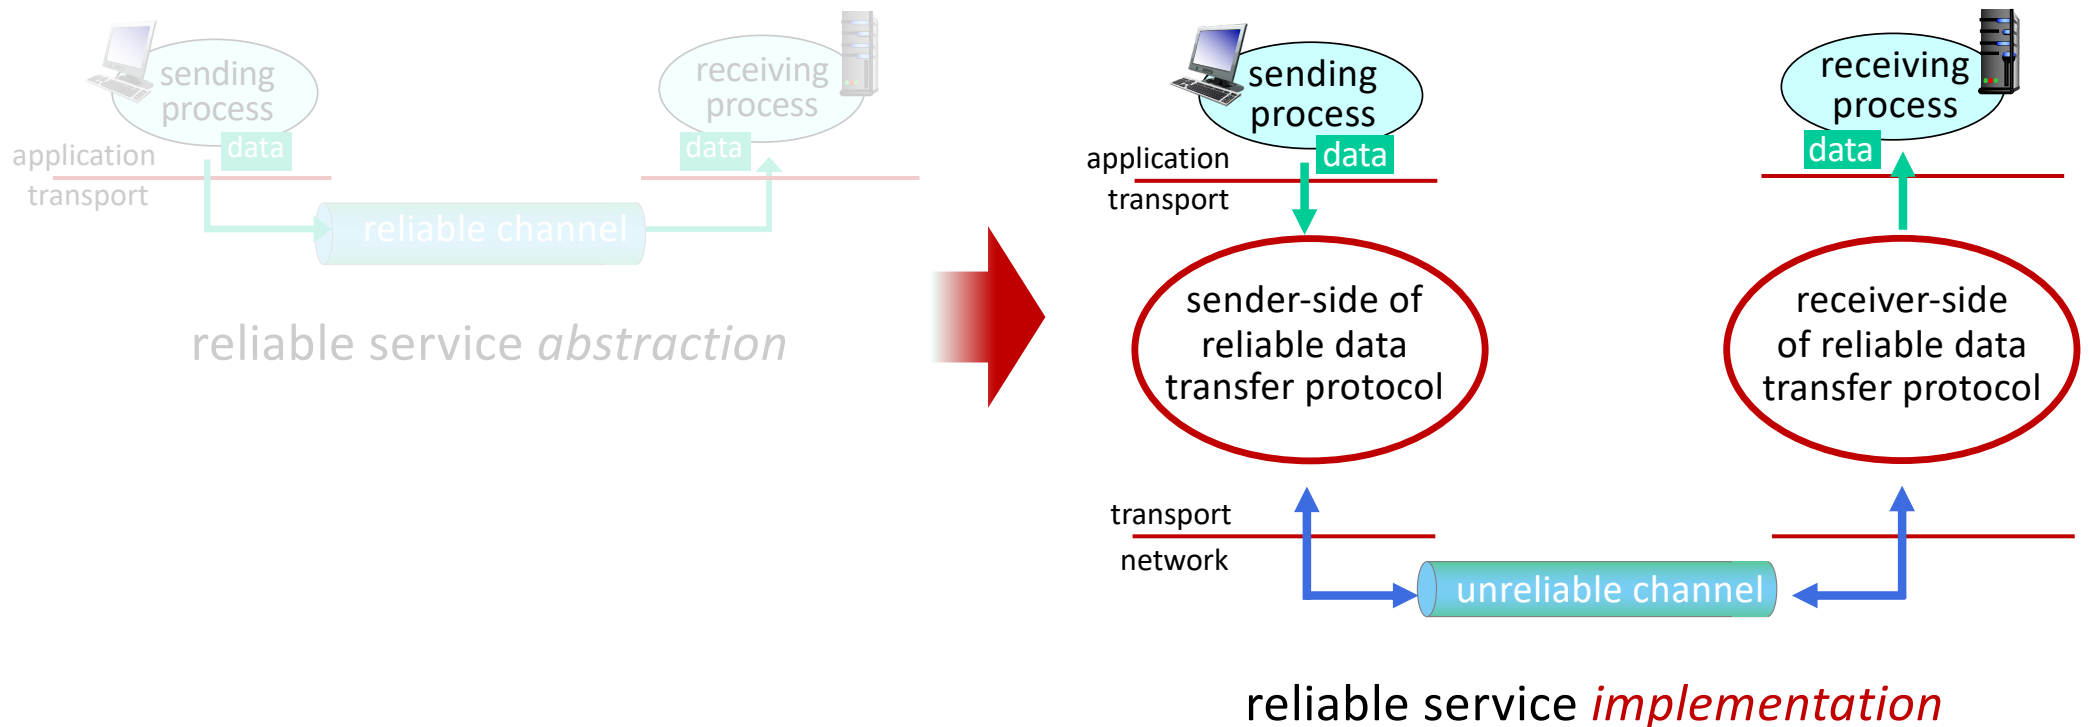 sending
process
data
application
transport
receiving
process
data
reliable channel
reliable service abstraction
sending
process
data
application
transport
receiving
process
data
sender-side of
reliable data
transfer protocol
receiver-side
of reliable data
transfer protocol
transport
network
unreliable channel
reliable service implementation